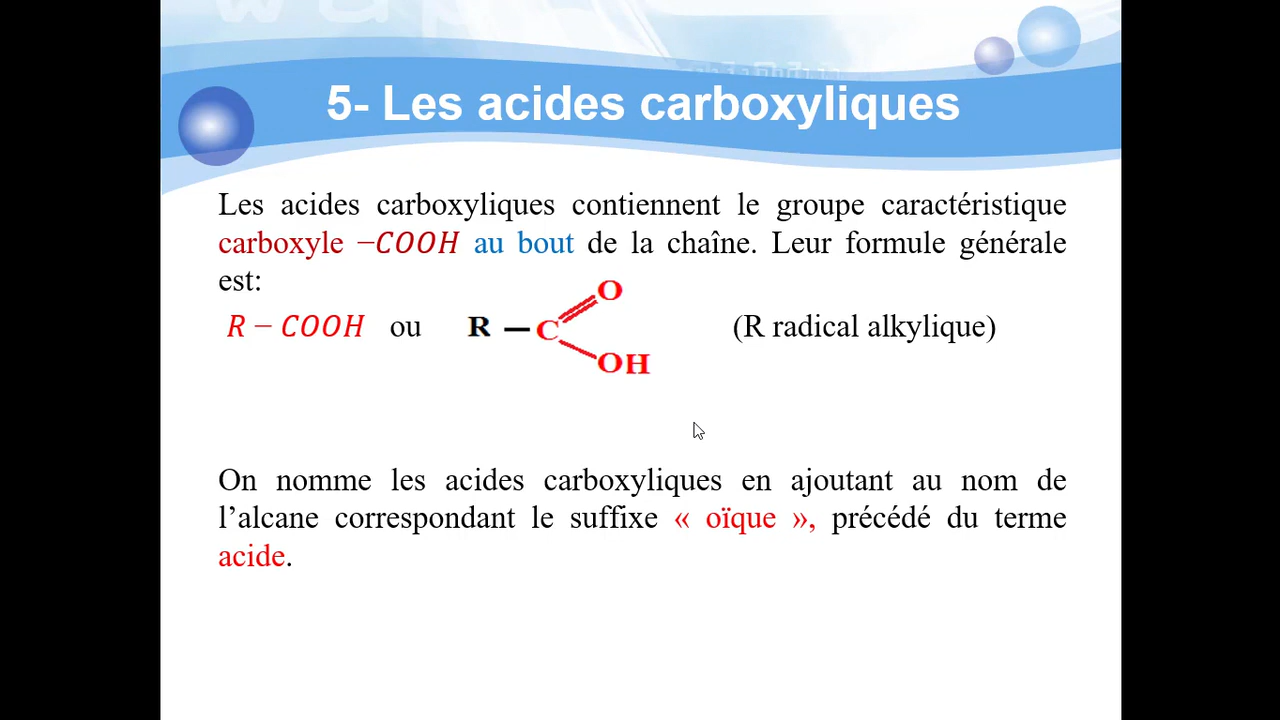 5- Les acides carboxyliques
Les acides carboxyliques contiennent le groupe caractéristique
carboxyle −COOH au bout de la chaîne. Leur formule générale
est:
R − COOH ou R — C O OH (R radical alkylique)
On nomme les acides carboxyliques en ajoutant au nom de
l’alcane correspondant le suffixe « oïque », précédé du terme
acide.